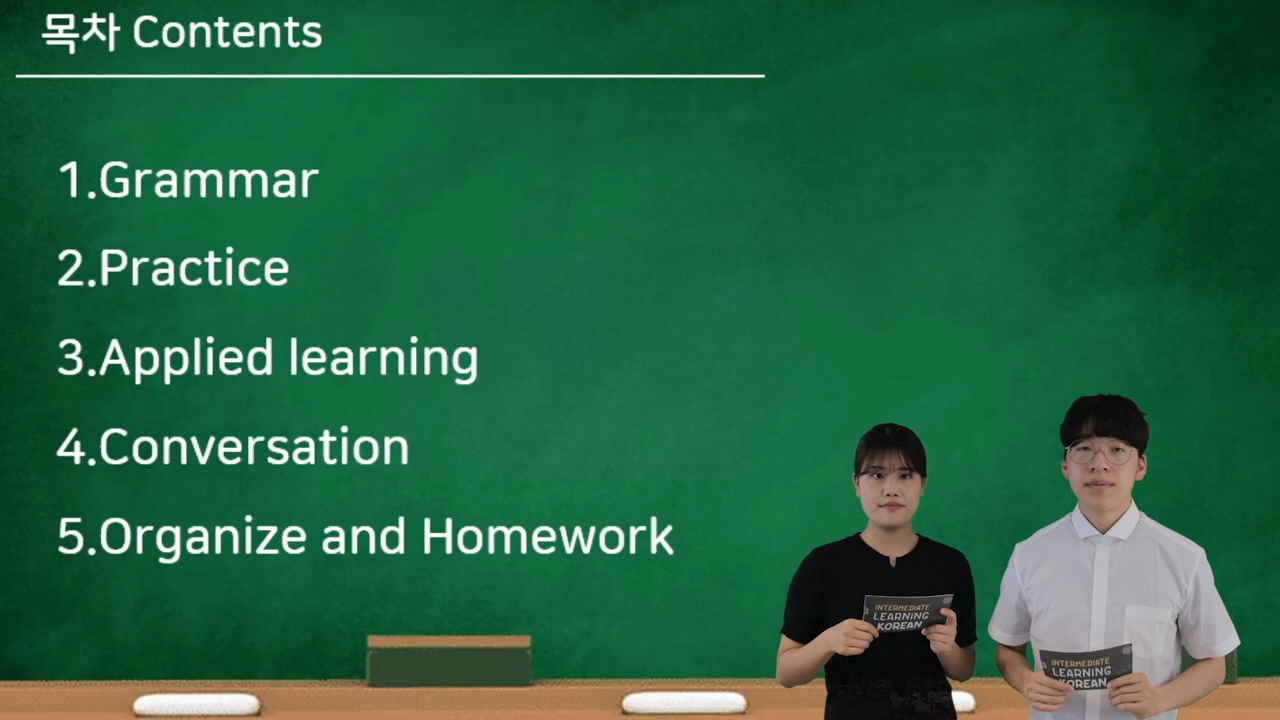 목차 Contents
1.Grammar
2.Practice
3.Applied learning
4.Conversation
5.Organize and Homework
INTERMEDIATE
LEARNING
KOREAN
INTERMEDIATE
LEARNING
KOREAN